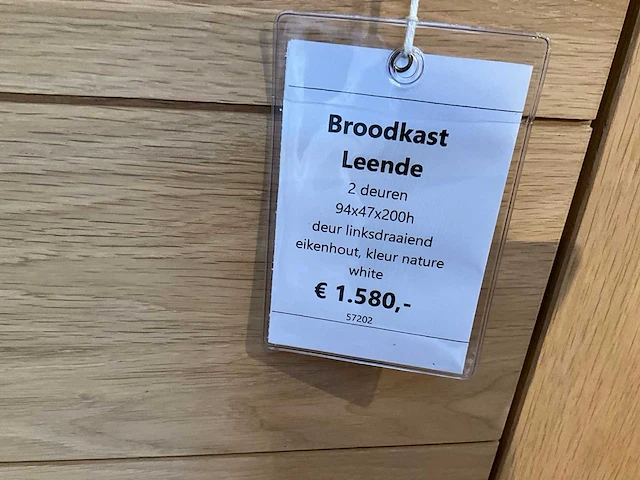 Broodkast
Leende
2 deuren
94x47x200h
deur linksdraaiend
eikenhout, kleur nature
white
€ 1.580,-
57202